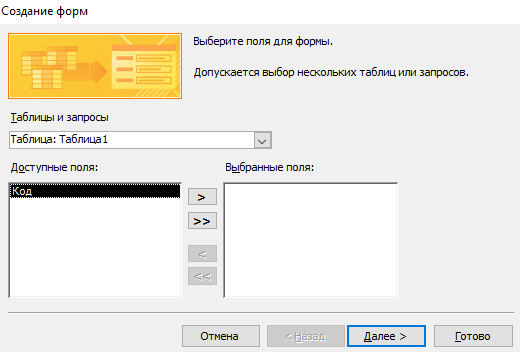 Создание форм
Выберите поля для формы.
Допускается выбор нескольких таблиц или запросов.
Таблицы и запросы
Таблица: Таблица1
Доступные поля:
Выбранные поля:
Код
>
>>
<
<<
Отмена
< Назад
Далее >
Готово